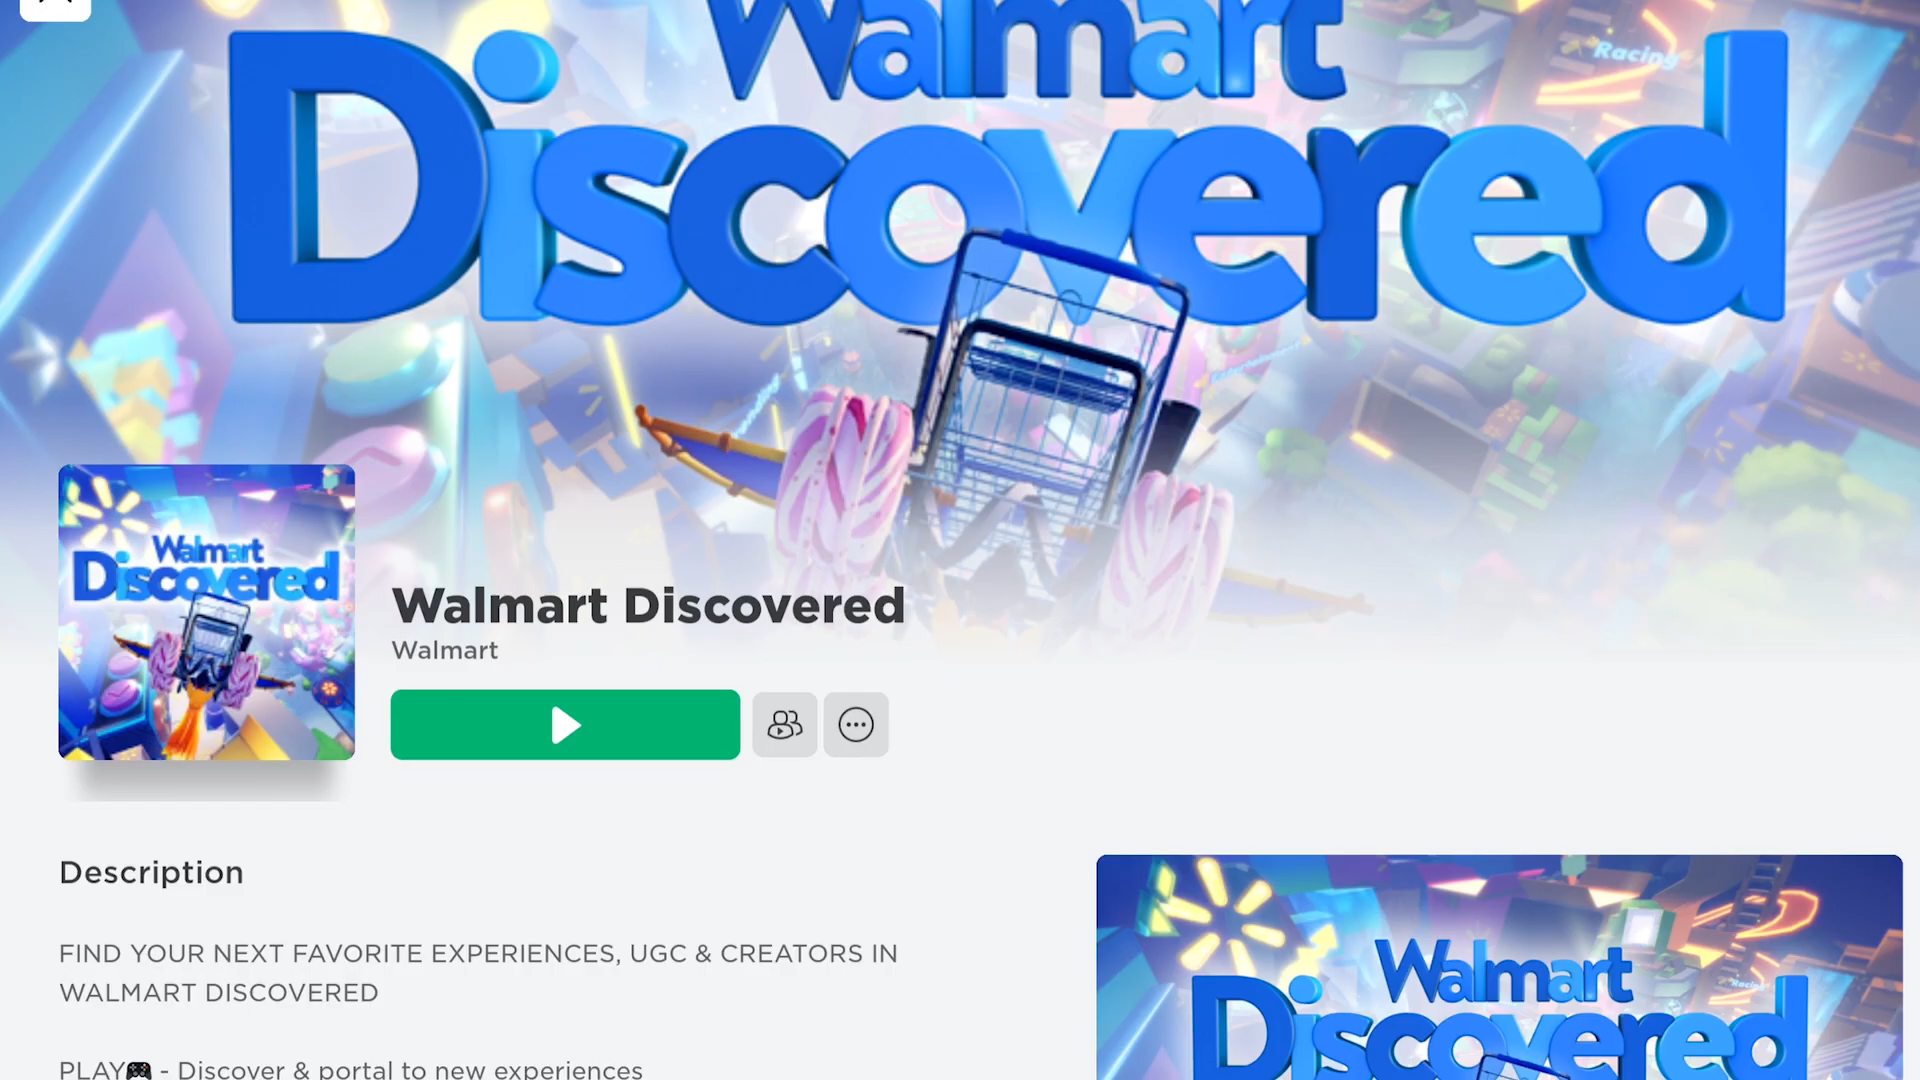 Walmart
Discovered
Racing
Walmart
Discovered
Walmart Discovered
Walmart
Description
FIND YOUR NEXT FAVORITE EXPERIENCES, UGC & CREATORS IN
WALMART DISCOVERED
PLAY🎮 - Discover & portal to new experiences
Walmart
Discovered
Racing